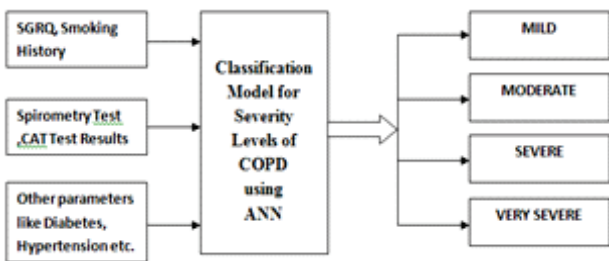 SGRQ, Smoking
History
Spirometry Test
,CAT Test Results
Other parameters
like Diabetes,
Hypertension etc.
Classification
Model for
Severity
Levels of
COPD
using
ANN
MILD
MODERATE
SEVERE
VERY SEVERE